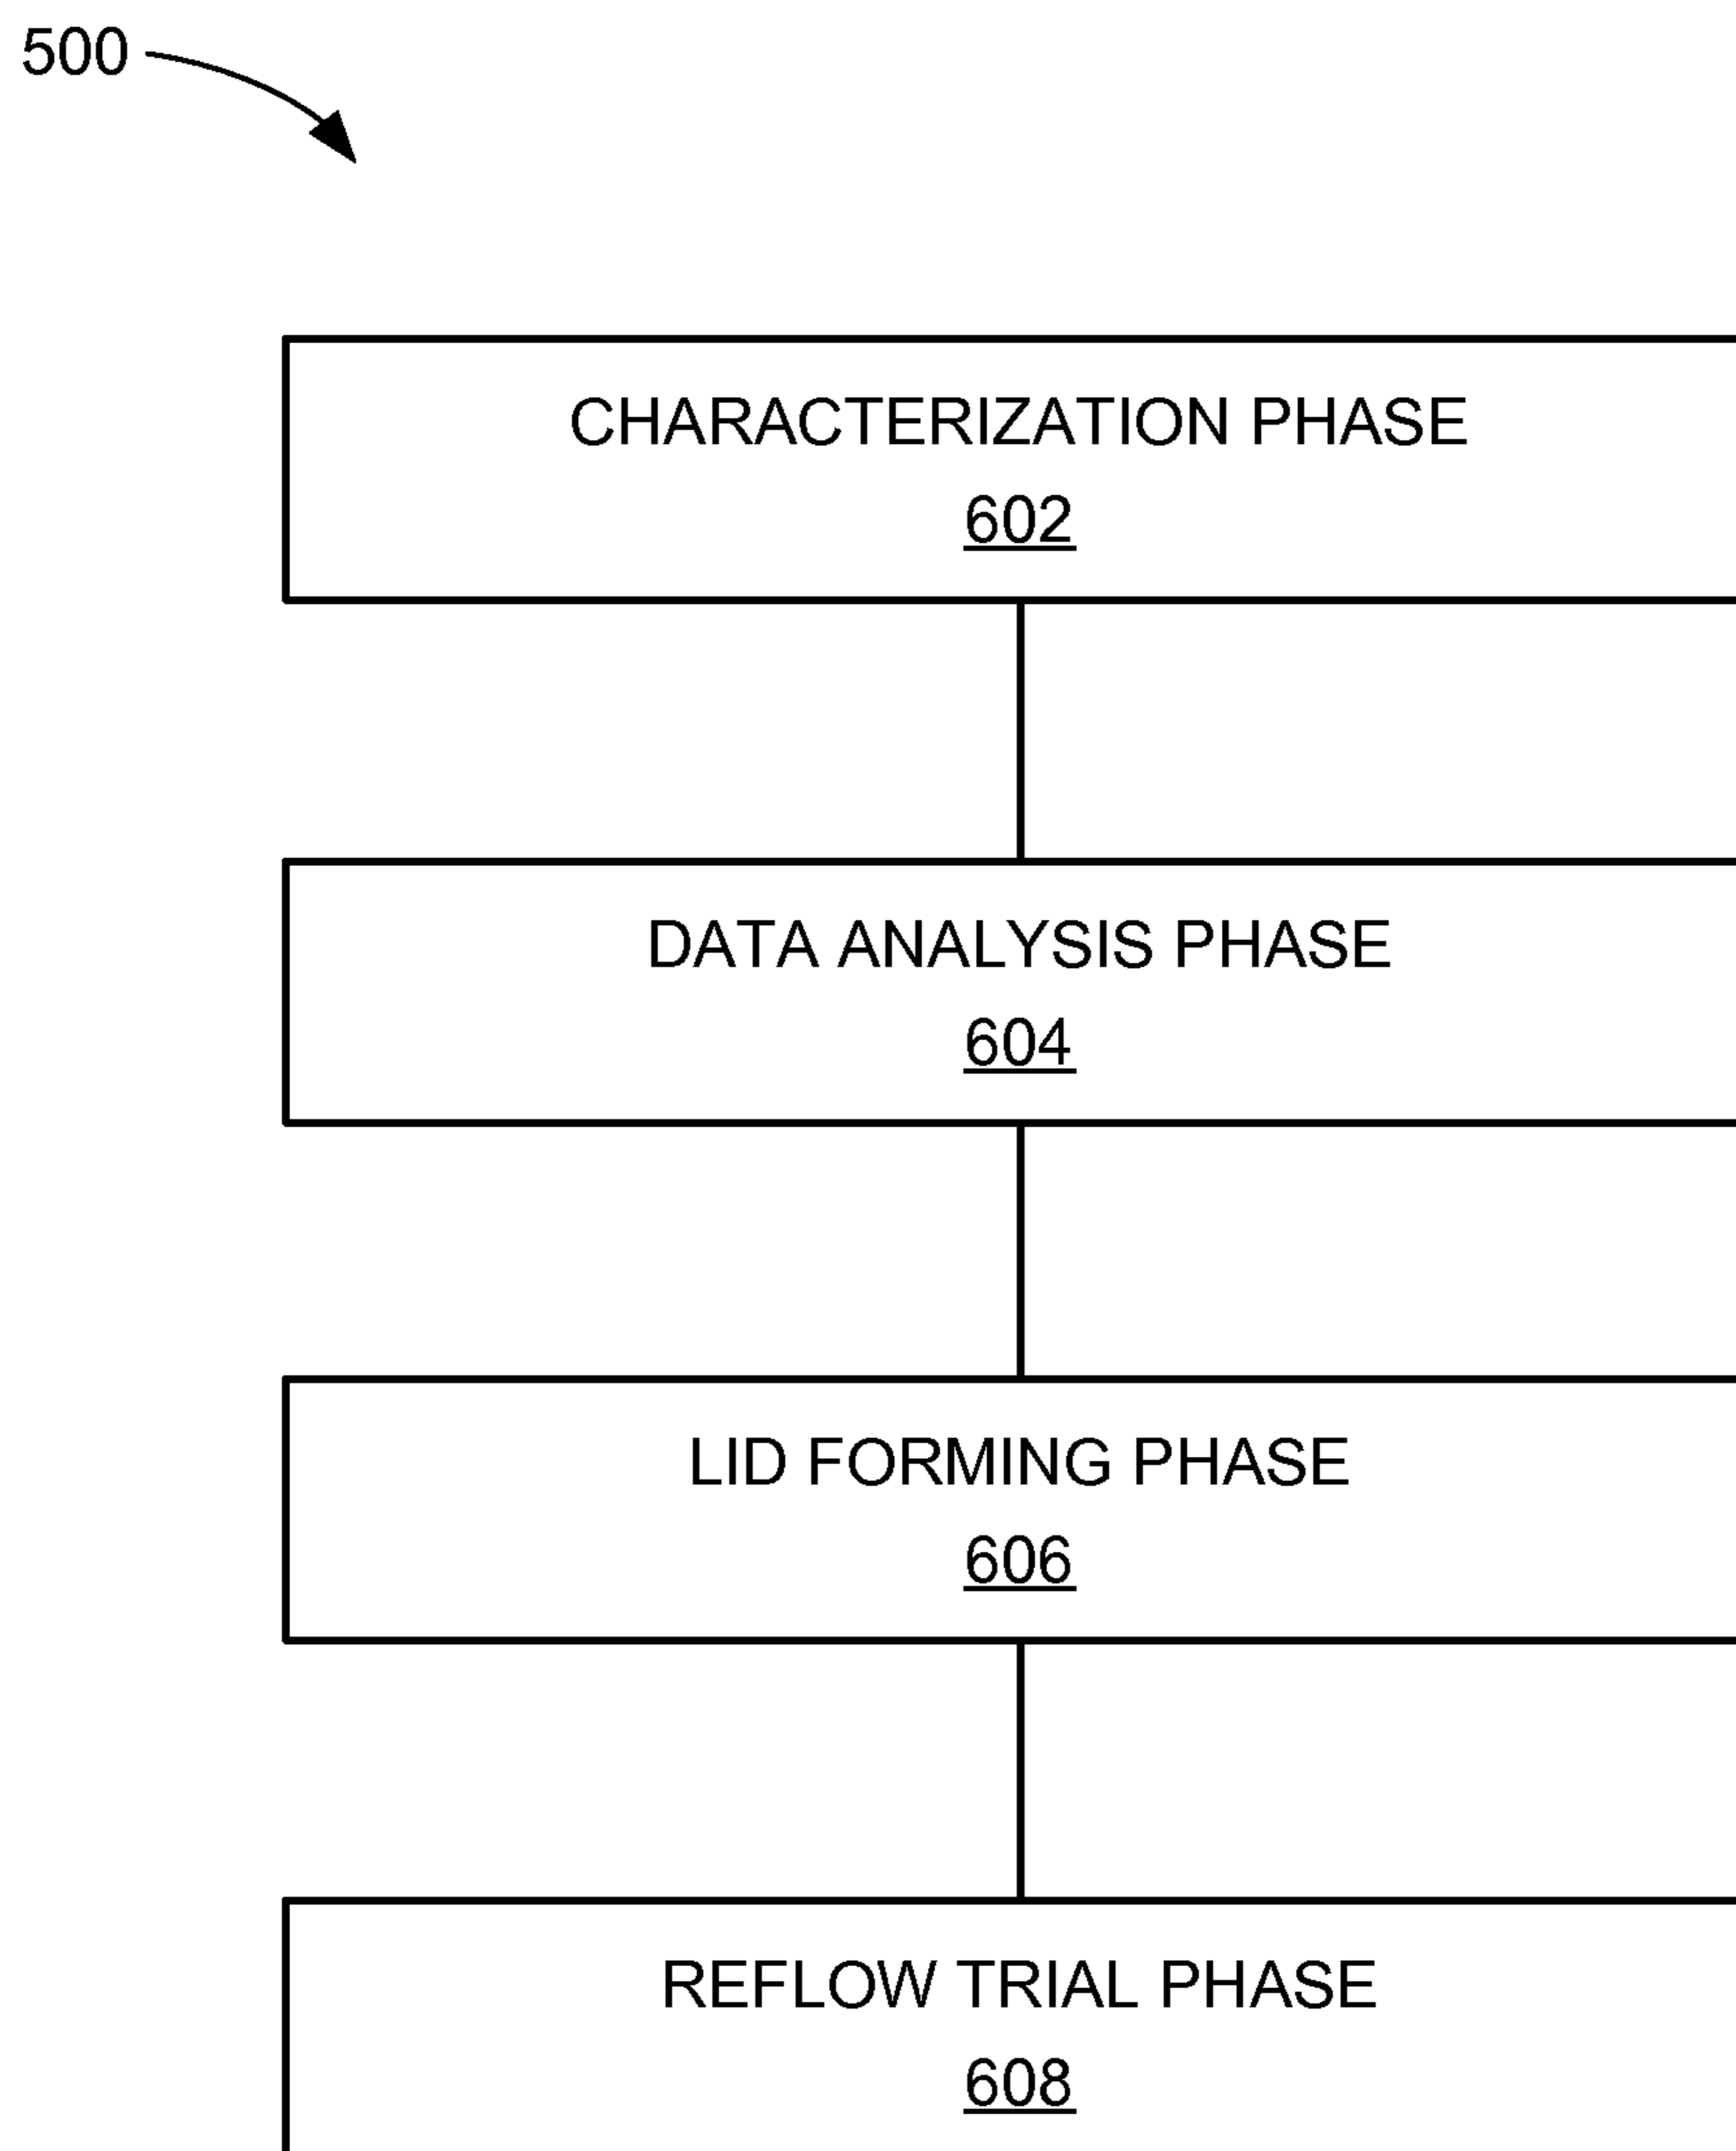 500
CHARACTERIZATION PHASE
602
DATA ANALYSIS PHASE
604
LID FORMING PHASE
606
REFLOW TRIAL PHASE
608